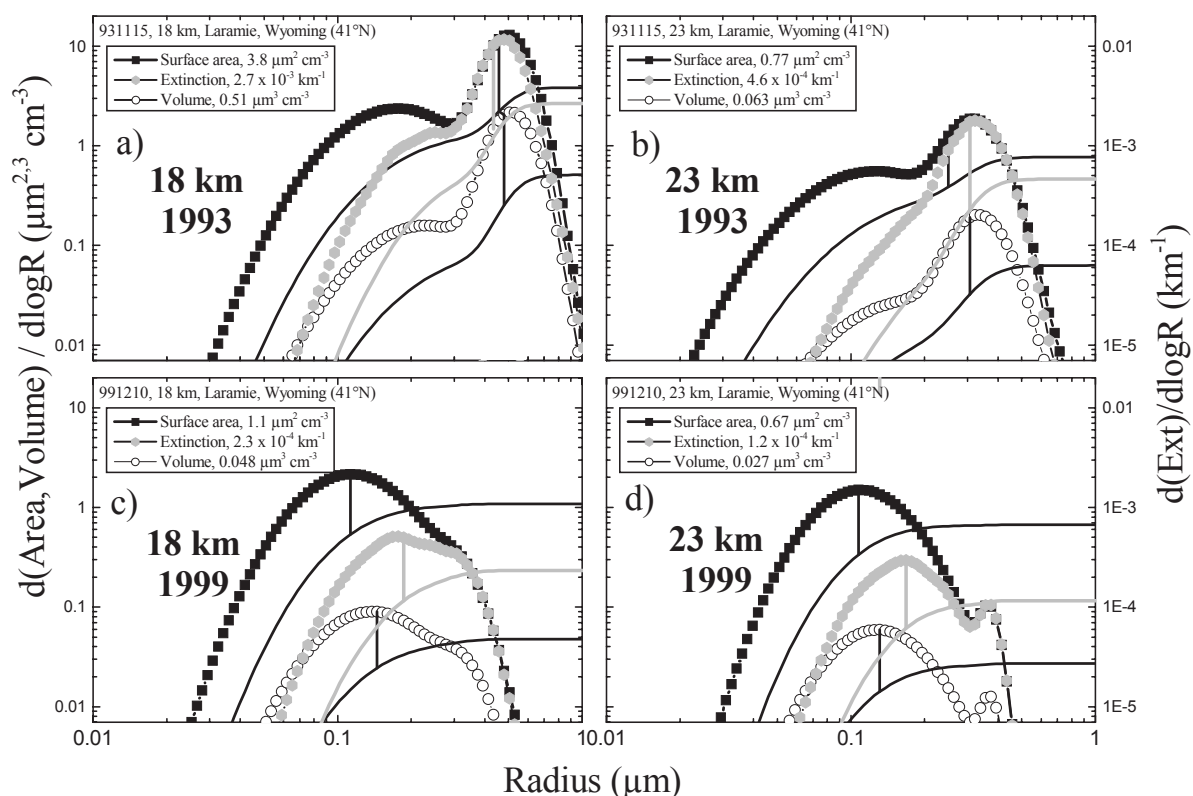 931115, 18 km, Laramie, Wyoming (41°N)
Surface area, 3.8 µm² cm⁻³
Extinction, 2.7 x 10⁻³ km⁻¹
Volume, 0.51 µm³ cm⁻³
a)
18 km
1993
10
1
0.1
0.01
931115, 23 km, Laramie, Wyoming (41°N)
Surface area, 0.77 µm² cm⁻³
Extinction, 4.6 x 10⁻⁴ km⁻¹
Volume, 0.063 µm³ cm⁻³
b)
23 km
1993
0.01
1E-3
1E-4
1E-5
991210, 18 km, Laramie, Wyoming (41°N)
Surface area, 1.1 µm² cm⁻³
Extinction, 2.3 x 10⁻⁴ km⁻¹
Volume, 0.048 µm³ cm⁻³
c)
18 km
1999
10
1
0.1
0.01
991210, 23 km, Laramie, Wyoming (41°N)
Surface area, 0.67 µm² cm⁻³
Extinction, 1.2 x 10⁻⁴ km⁻¹
Volume, 0.027 µm³ cm⁻³
d)
23 km
1999
0.01
1E-3
1E-4
1E-5
0.01 0.1 10.01 0.1 1
Radius (µm)
d(Area,Volume) / dlogR (µm²,³ cm⁻³)
d(Ext)/dlogR (km⁻¹)